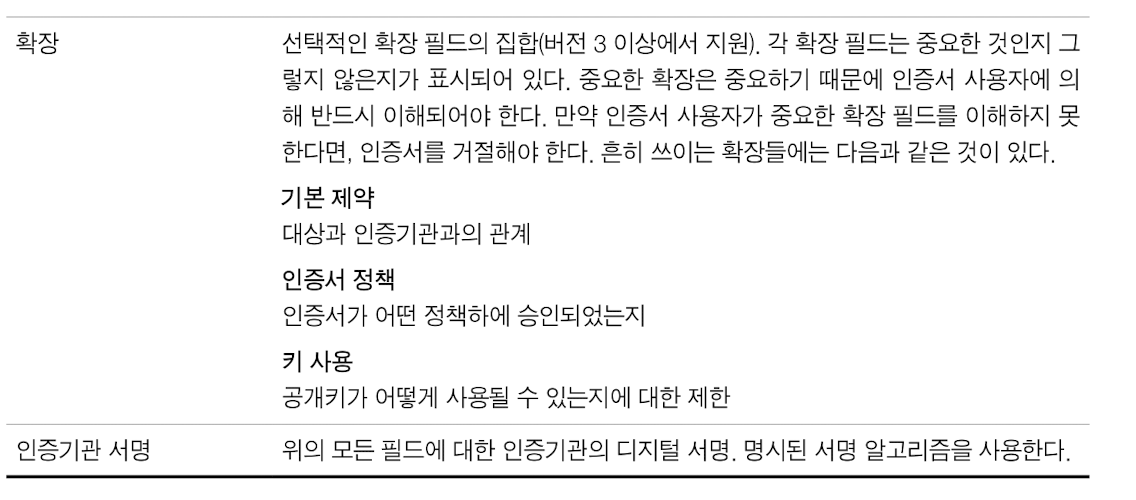 확장
선택적인 확장 필드의 집합(버전 3 이상에서 지원). 각 확장 필드는 중요한 것인지 그
렇지 않은지가 표시되어 있다. 중요한 확장은 중요하기 때문에 인증서 사용자에 의
해 반드시 이해되어야 한다. 만약 인증서 사용자가 중요한 확장 필드를 이해하지 못
한다면, 인증서를 거절해야 한다. 흔히 쓰이는 확장들에는 다음과 같은 것이 있다.
기본 제약
대상과 인증기관과의 관계
인증서 정책
인증서가 어떤 정책하에 승인되었는지
키 사용
공개키가 어떻게 사용될 수 있는지에 대한 제한
인증기관 서명
위의 모든 필드에 대한 인증기관의 디지털 서명. 명시된 서명 알고리즘을 사용한다.